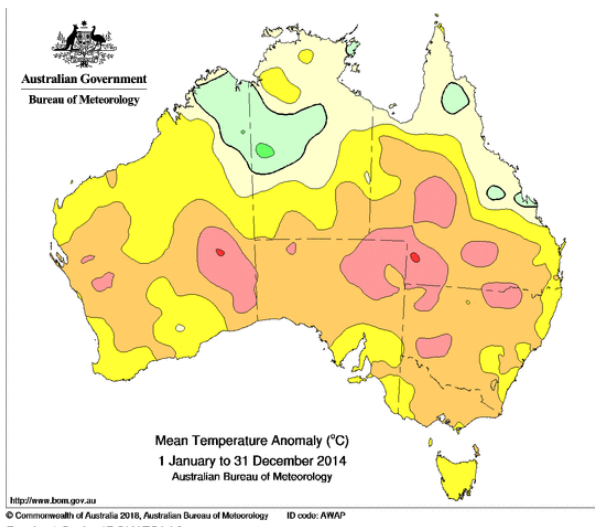 Australian Government
Bureau of Meteorology
Mean Temperature Anomaly (°C)
1 January to 31 December 2014
Australian Bureau of Meteorology
http://www.bom.gov.au
© Commonwealth of Australia 2018, Australian Bureau of Meteorology ID code: AWAP